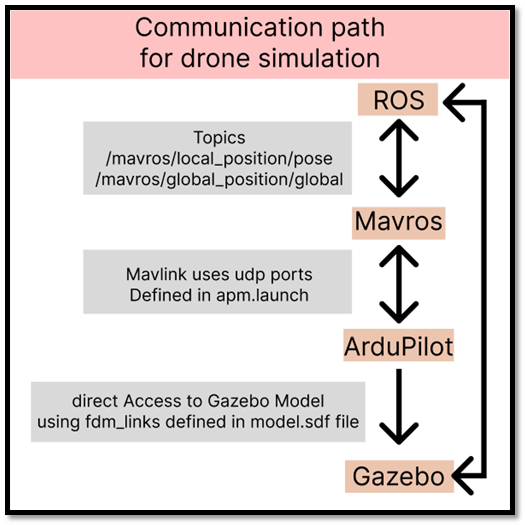 Communication path
for drone simulation
ROS
Topics
/mavros/local_position/pose
/mavros/global_position/global
Mavros
Mavlink uses udp ports
Defined in apm.launch
ArduPilot
direct Access to Gazebo Model
using fdm_links defined in model.sdf file
Gazebo